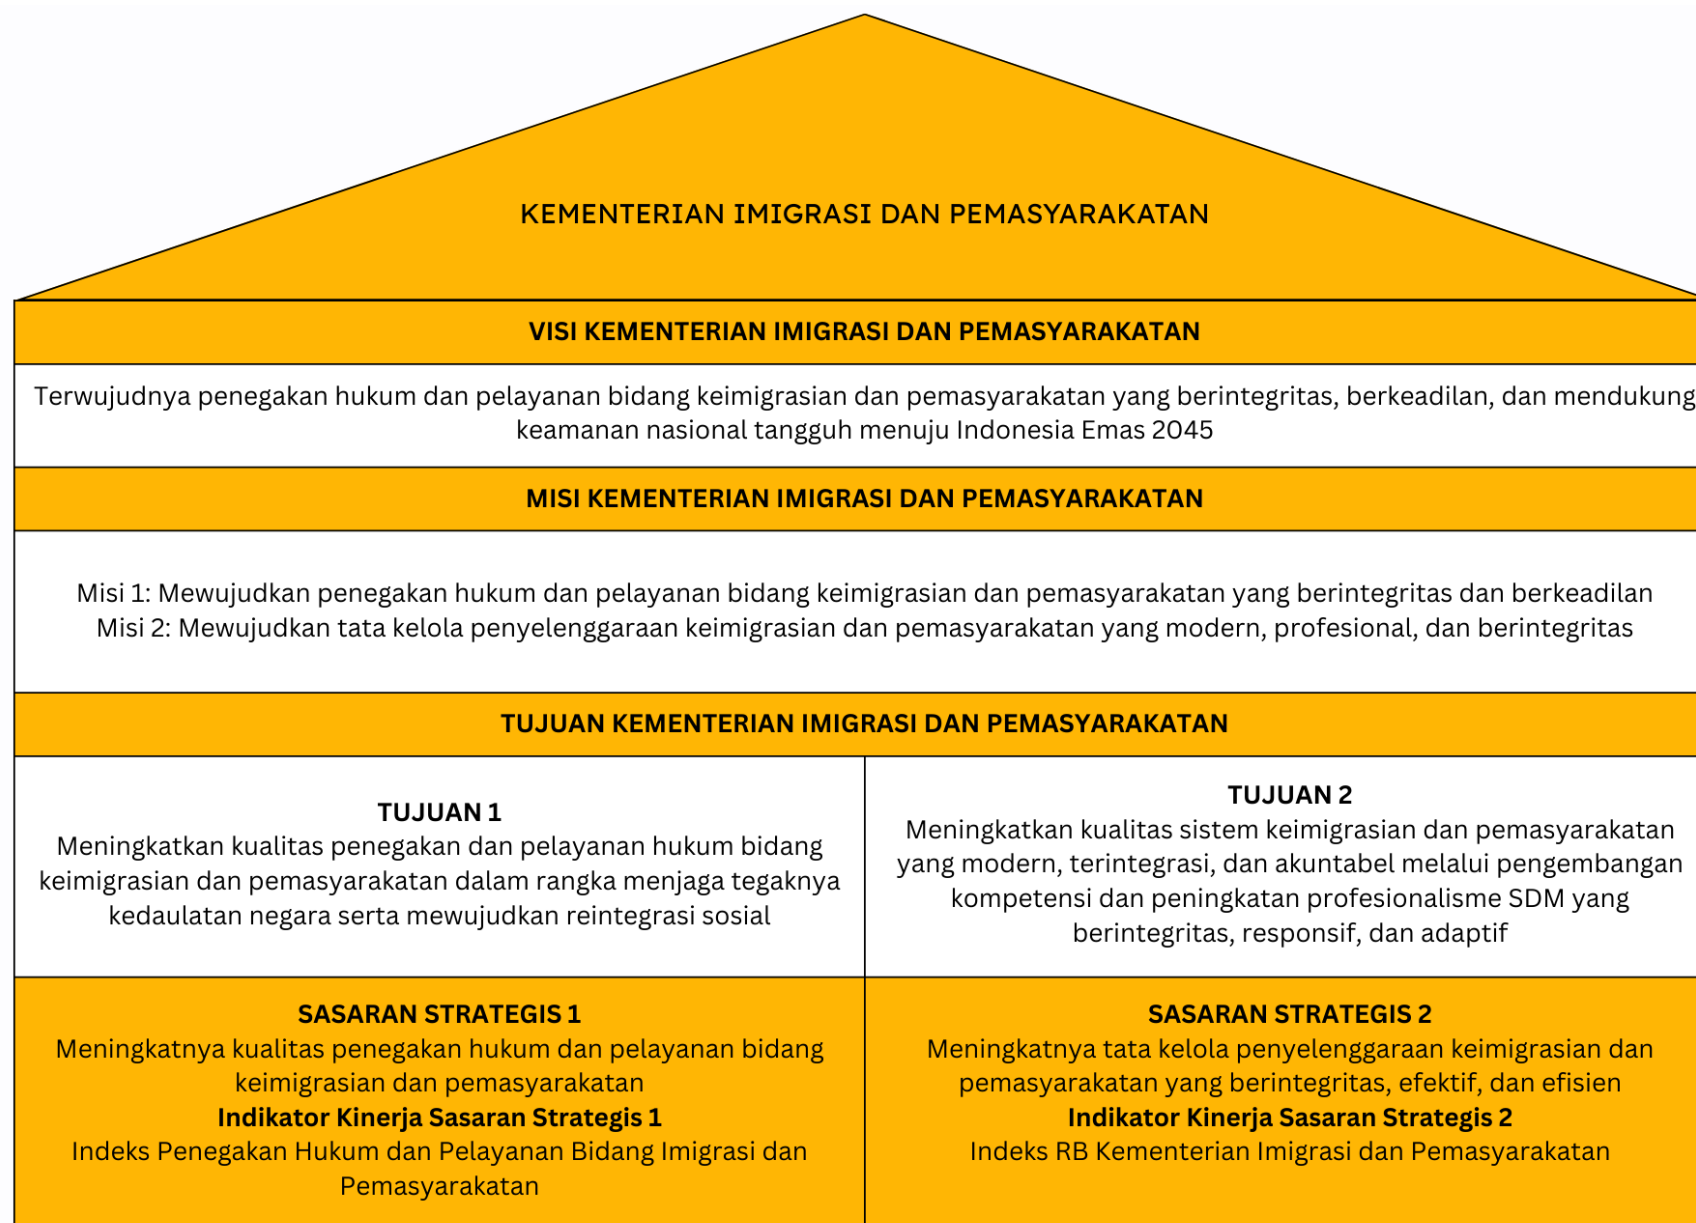 KEMENTERIAN IMIGRASI DAN PEMASYARAKATAN
VISI KEMENTERIAN IMIGRASI DAN PEMASYARAKATAN
Terwujudnya penegakan hukum dan pelayanan bidang keimigrasian dan pemasyarakatan yang berintegritas, berkeadilan, dan mendukung
keamanan nasional tangguh menuju Indonesia Emas 2045
MISI KEMENTERIAN IMIGRASI DAN PEMASYARAKATAN
Misi 1: Mewujudkan penegakan hukum dan pelayanan bidang keimigrasian dan pemasyarakatan yang berintegritas dan berkeadilan
Misi 2: Mewujudkan tata kelola penyelenggaraan keimigrasian dan pemasyarakatan yang modern, profesional, dan berintegritas
TUJUAN KEMENTERIAN IMIGRASI DAN PEMASYARAKATAN
TUJUAN 1
Meningkatkan kualitas penegakan dan pelayanan hukum bidang
keimigrasian dan pemasyarakatan dalam rangka menjaga tegaknya
kedaulatan negara serta mewujudkan reintegrasi sosial
TUJUAN 2
Meningkatkan kualitas sistem keimigrasian dan pemasyarakatan
yang modern, terintegrasi, dan akuntabel melalui pengembangan
kompetensi dan peningkatan profesionalisme SDM yang
berintegritas, responsif, dan adaptif
SASARAN STRATEGIS 1
Meningkatnya kualitas penegakan hukum dan pelayanan bidang
keimigrasian dan pemasyarakatan
Indikator Kinerja Sasaran Strategis 1
Indeks Penegakan Hukum dan Pelayanan Bidang Imigrasi dan
Pemasyarakatan
SASARAN STRATEGIS 2
Meningkatnya tata kelola penyelenggaraan keimigrasian dan
pemasyarakatan yang berintegritas, efektif, dan efisien
Indikator Kinerja Sasaran Strategis 2
Indeks RB Kementerian Imigrasi dan Pemasyarakatan